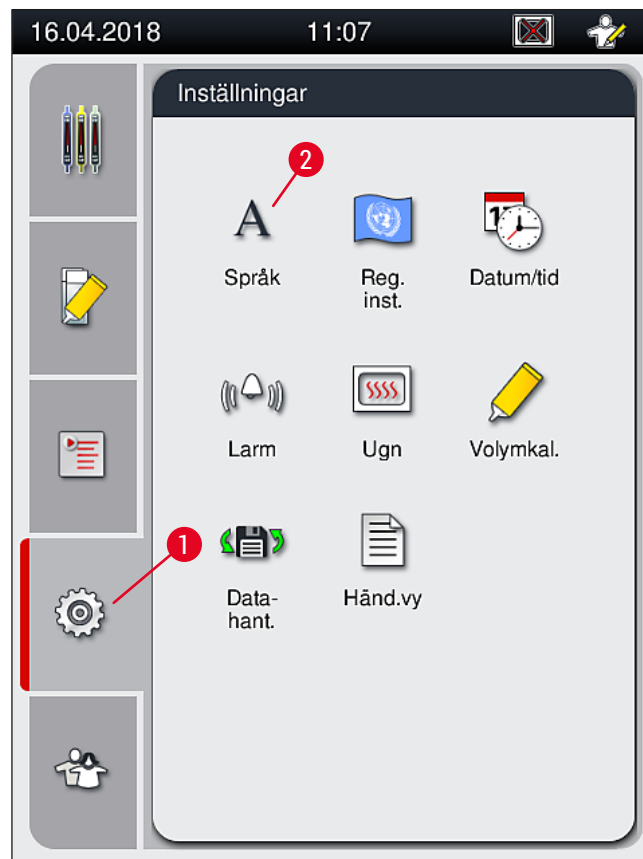 16.04.2018 11:07
Inställningar
2
A
17
Språk
Reg.
inst.
Datum/tid
Larm
Ugn
Volymkal.
1
Data-
hant.
Händ.vy